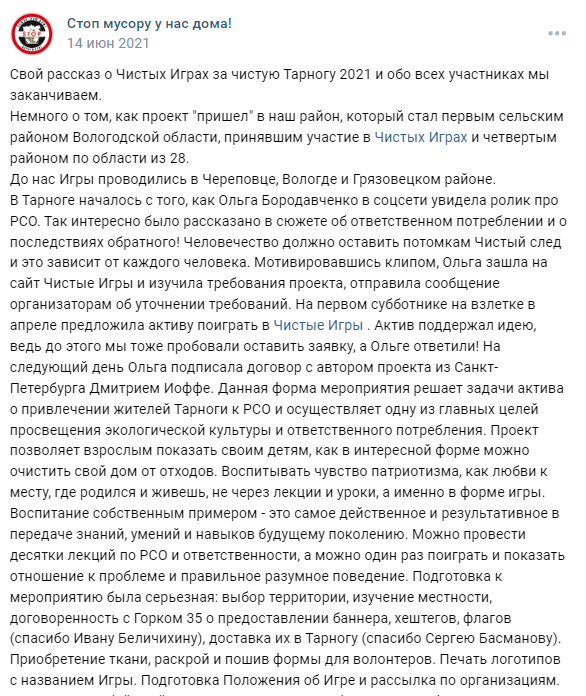 Стоп мусору у нас дома!
14 июн 2021
Свой рассказ о Чистых Играх за чистую Тарногу 2021 и обо всех участниках мы
заканчиваем.
Немного о том, как проект "пришел" в наш район, который стал первым сельским
районом Вологодской области, принявшим участие в Чистых Играх и четвертым
районом по области из 28.
До нас Игры проводились в Череповце, Вологде и Грязовецком районе.
В Тарноге началось с того, как Ольга Бородавченко в соцсети увидела ролик про
РСО. Так интересно было рассказано в сюжете об ответственном потреблении и о
последствиях обратного! Человечество должно оставить потомкам Чистый след
и это зависит от каждого человека. Мотивировавшись клипом, Ольга зашла на
сайт Чистые Игры и изучила требования проекта, отправила сообщение
организаторам об уточнении требований. На первом субботнике на взлетке в
апреле предложила активу поиграть в Чистые Игры . Актив поддержал идею,
ведь до этого мы тоже пробовали оставить заявку, а Ольге ответили! На
следующий день Ольга подписала договор с автором проекта из Санкт-
Петербурга Дмитрием Иоффе. Данная форма мероприятия решает задачи актива
о привлечении жителей Тарноги к РСО и осуществляет одну из главных целей
просвещения экологической культуры и ответственного потребления. Проект
позволяет взрослым показать своим детям, как в интересной форме можно
очистить свой дом от отходов. Воспитывать чувство патриотизма, как любви к
месту, где родился и живешь, не через лекции и уроки, а именно в форме игры.
Воспитание собственным примером - это самое действенное и результативное в
передаче знаний, умений и навыков будущему поколению. Можно провести
десятки лекций по РСО и ответственности, а можно один раз поиграть и показать
отношение к проблеме и правильное разумное поведение. Подготовка к
мероприятию была серьезная: выбор территории, изучение местности,
договоренность с Горком 35 о предоставлении баннера, хештегов, флагов
(спасибо Ивану Беличихину), доставка их в Тарногу (спасибо Сергею Басманову).
Приобретение ткани, раскрой и пошив формы для волонтеров. Печать логотипов
с названием Игры. Подготовка Положения об Игре и рассылка по организациям.